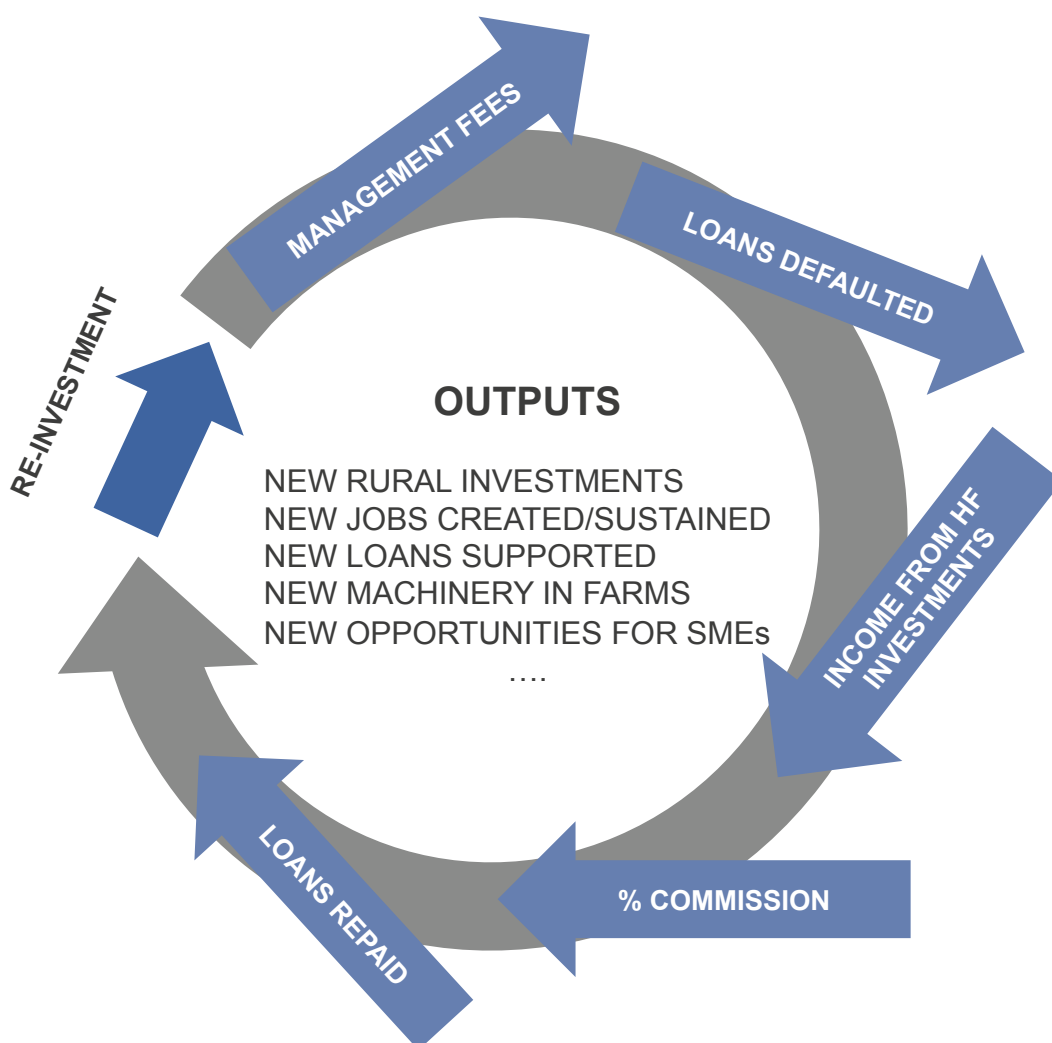 MANAGEMENT FEES
LOANS DEFAULTED
RE-INVESTMENT
OUTPUTS
NEW RURAL INVESTMENTS
NEW JOBS CREATED/SUSTAINED
NEW LOANS SUPPORTED
NEW MACHINERY IN FARMS
NEW OPPORTUNITIES FOR SMEs
....
INCOME FROM HF
INVESTMENTS
% COMMISSION
LOANS REPAID